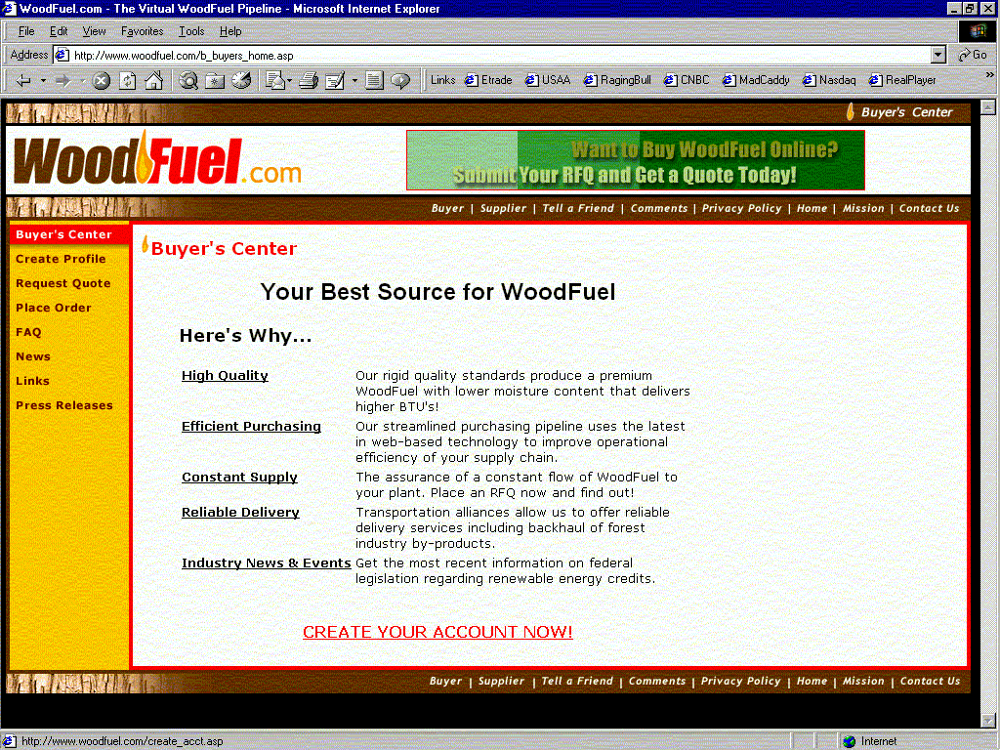 WoodFuel.com - The Virtual WoodFuel Pipeline - Microsoft Internet Explorer
File Edit View Favorites Tools Help
Address http://www.woodfuel.com/b_buyers_home.asp Go
Links Etrade USAA RagingBull CNBC MadCaddy Nasdaq RealPlayer »
Buyer's Center
WoodFuel.com
Want to Buy WoodFuel Online?
Submit Your RFQ and Get a Quote Today!
Buyer | Supplier | Tell a Friend | Comments | Privacy Policy | Home | Mission | Contact Us
Buyer's Center
Create Profile
Request Quote
Place Order
FAQ
News
Links
Press Releases
Buyer's Center
Your Best Source for WoodFuel
Here's Why...
High Quality Our rigid quality standards produce a premium
WoodFuel with lower moisture content that delivers
higher BTU's!
Efficient Purchasing Our streamlined purchasing pipeline uses the latest
in web-based technology to improve operational
efficiency of your supply chain.
Constant Supply The assurance of a constant flow of WoodFuel to
your plant. Place an RFQ now and find out!
Reliable Delivery Transportation alliances allow us to offer reliable
delivery services including backhaul of forest
industry by-products.
Industry News & Events Get the most recent information on federal
legislation regarding renewable energy credits.
CREATE YOUR ACCOUNT NOW!
Buyer | Supplier | Tell a Friend | Comments | Privacy Policy | Home | Mission | Contact Us
http://www.woodfuel.com/create_acct.asp Internet